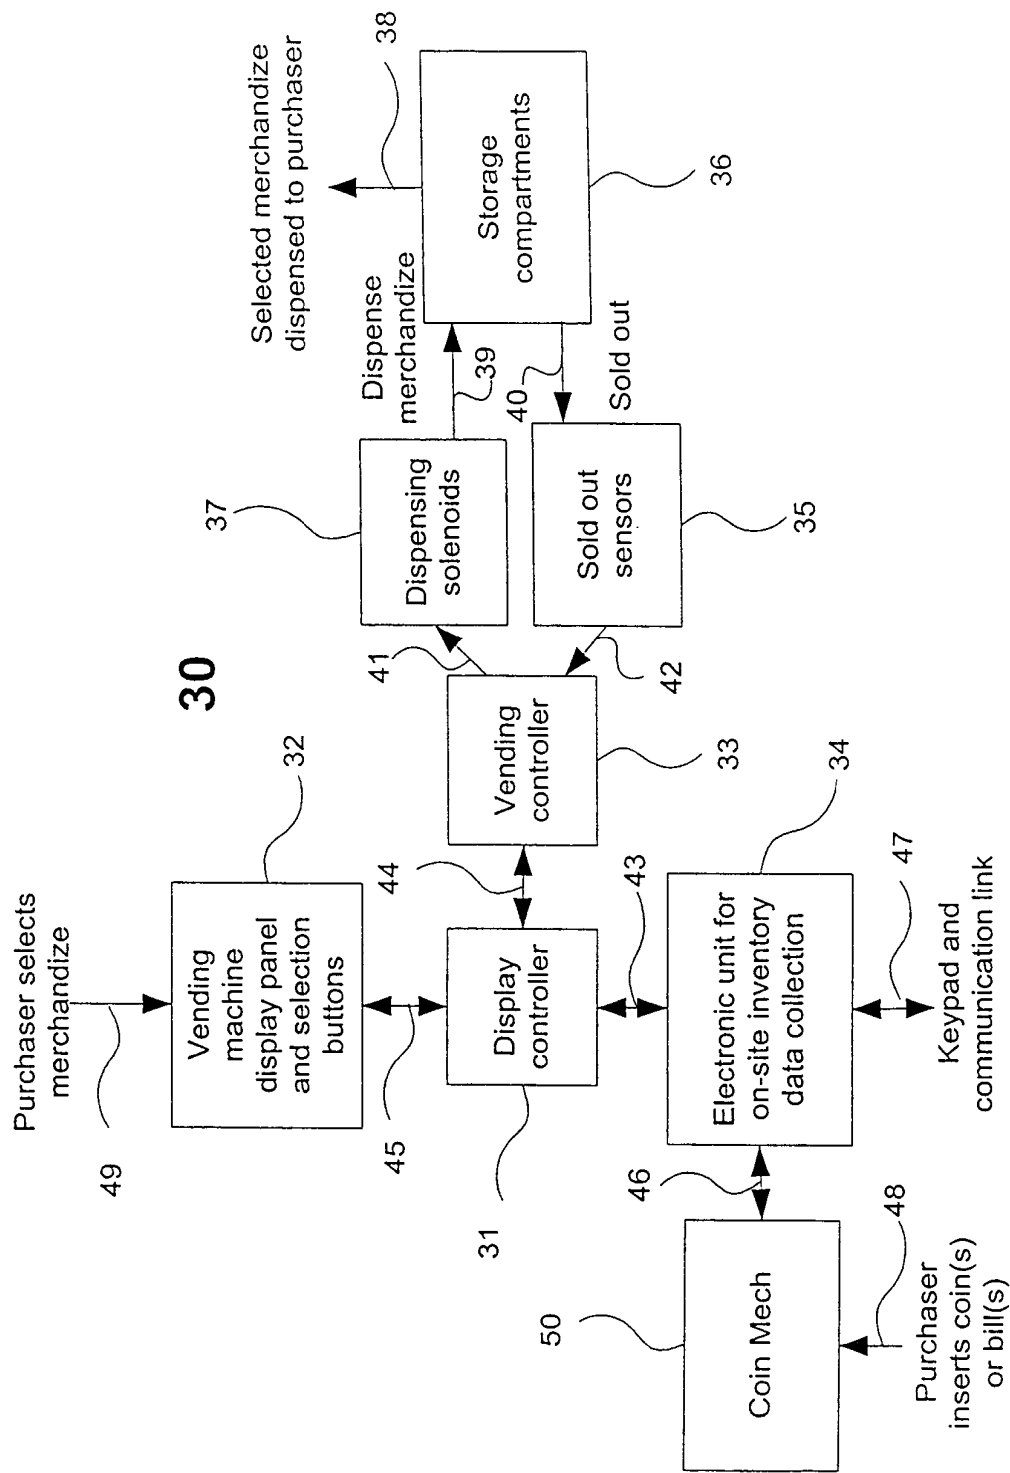 30
Purchaser selects
merchandize
49
Vending
machine
display panel
and selection
buttons
32
45
Display
controller
31
44
Vending
controller
33
41
42
Dispensing
solenoids
37
Dispense
merchandize
39
Selected merchandize
dispensed to purchaser
38
Storage
compartments
36
40
Sold out
Sold out
sensors
35
43
Electronic unit for
on-site inventory
data collection
34
47
Keypad and
communication link
46
Coin Mech
50
48
Purchaser
inserts coin(s)
or bill(s)